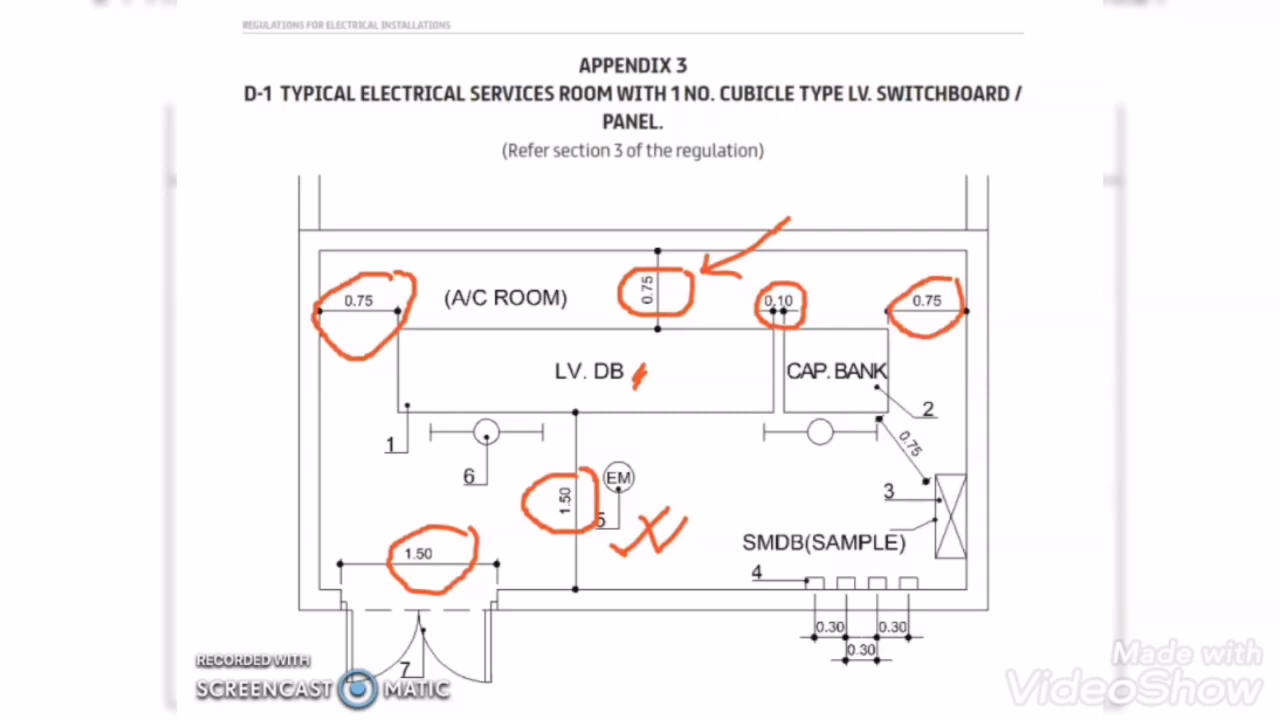 REGULATIONS FOR ELECTRICAL INSTALLATIONS
APPENDIX 3
D-1 TYPICAL ELECTRICAL SERVICES ROOM WITH 1 NO. CUBICLE TYPE LV. SWITCHBOARD /
PANEL.
(Refer section 3 of the regulation)
0.75
(A/C ROOM)
0.75
0.10
0.75
LV. DB
CAP. BANK
2
1
6
0.75
EM
1.50
5
3
1.50
SMDB(SAMPLE)
4
0.30
0.30
0.30
7
RECORDED WITH
SCREENCAST MATIC
Made with
VideoShow